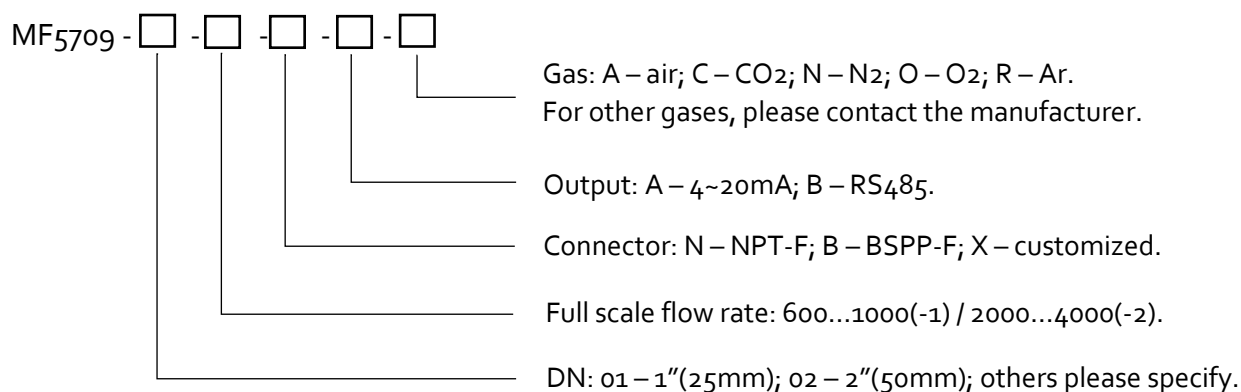 MF5709 - □ - □ - □ - □ - □
Gas: A – air; C – CO2; N – N2; O – O2; R – Ar.
For other gases, please contact the manufacturer.
Output: A – 4~20mA; B – RS485.
Connector: N – NPT-F; B – BSPP-F; X – customized.
Full scale flow rate: 600...1000(-1) / 2000...4000(-2).
DN: 01 – 1”(25mm); 02 – 2”(50mm); others please specify.